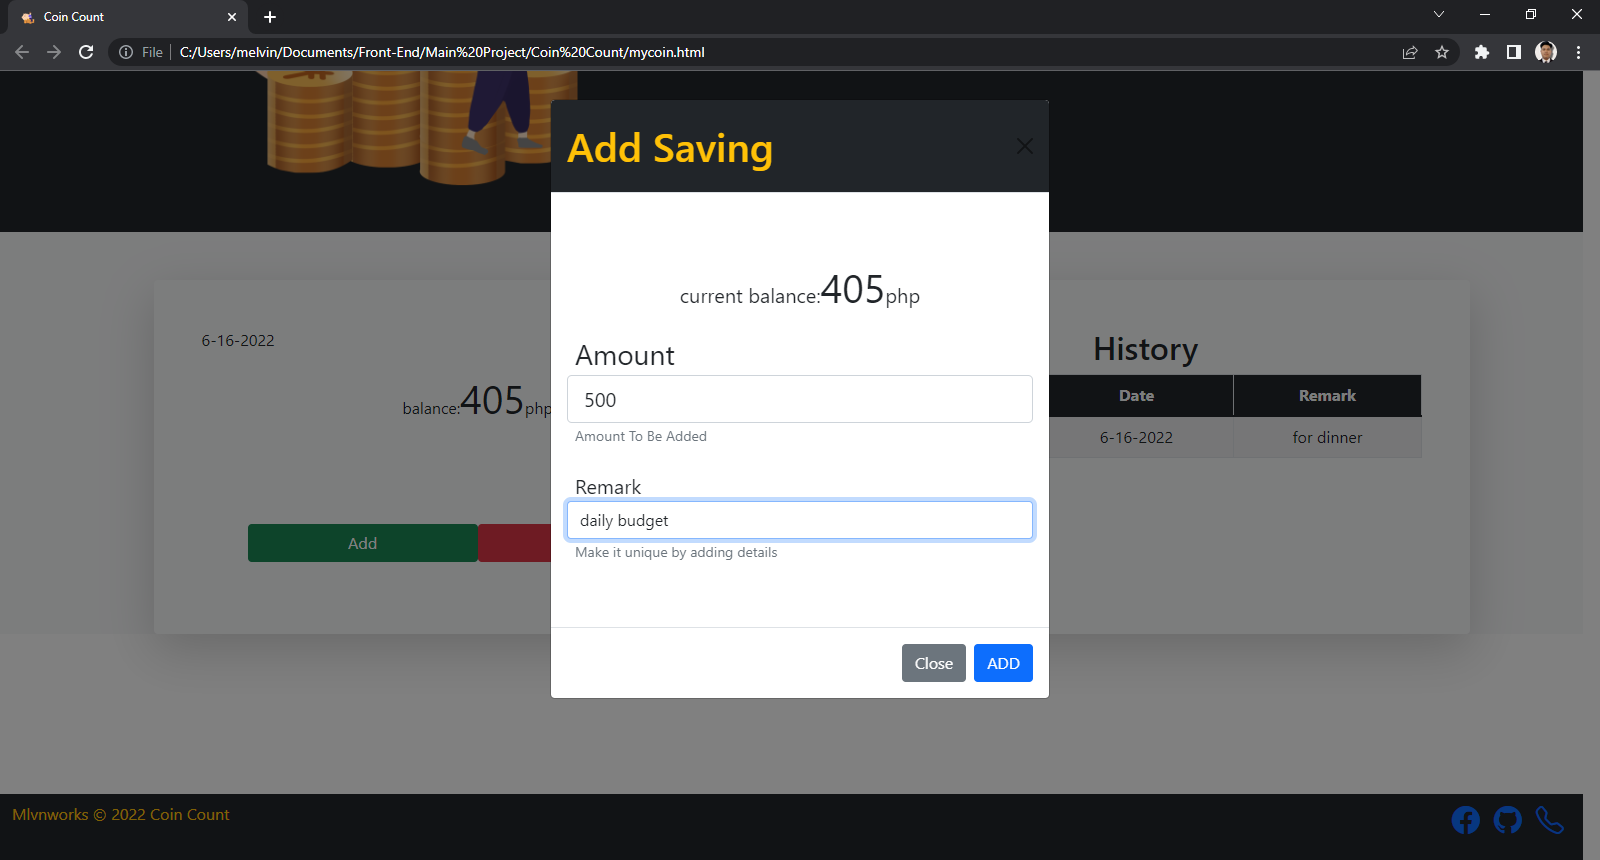 Coin Count
File
C:/Users/melvin/Documents/Front-End/Main%20Project/Coin%20Count/mycoin.html
Add Saving
current balance:405php
Amount
500
Amount To Be Added
Remark
daily budget
Make it unique by adding details
Close
ADD
6-16-2022
balance:405php
Add
History
Date Remark
6-16-2022 for dinner
Mlvnworks © 2022 Coin Count